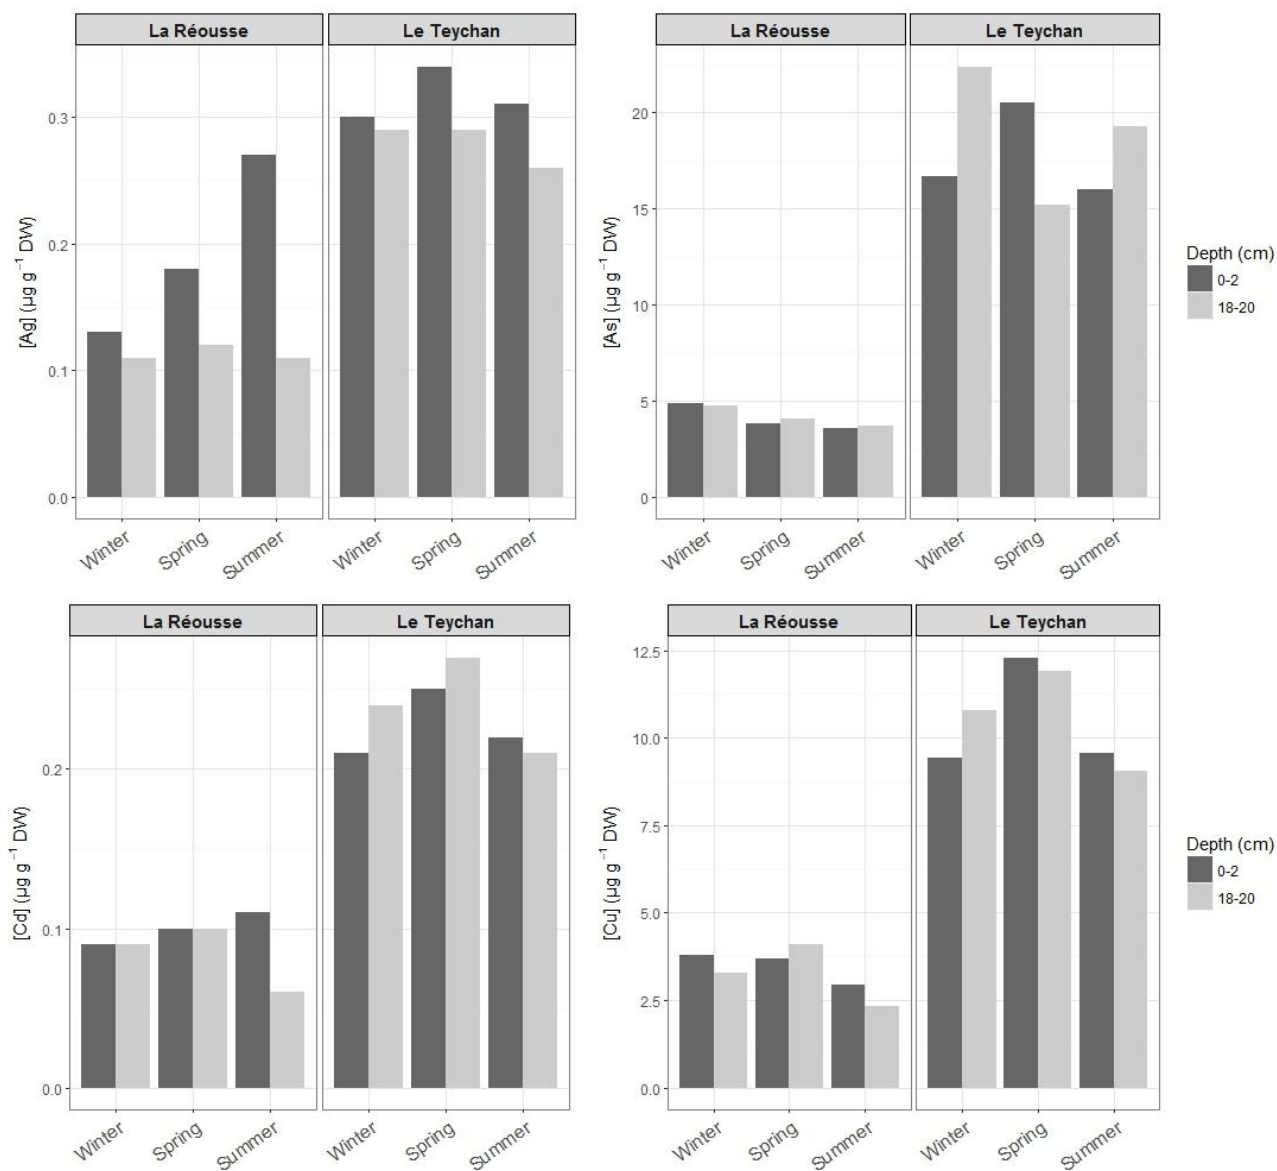 La Réousse
Le Teychan
[Ag] (µg g⁻¹ DW)
0.3
0.2
0.1
0.0
Winter
Spring
Summer
Winter
Spring
Summer
La Réousse
Le Teychan
[As] (µg g⁻¹ DW)
20
15
10
5
0
Winter
Spring
Summer
Winter
Spring
Summer
Depth (cm)
0-2
18-20
La Réousse
Le Teychan
[Cd] (µg g⁻¹ DW)
0.2
0.1
0.0
Winter
Spring
Summer
Winter
Spring
Summer
La Réousse
Le Teychan
[Cu] (µg g⁻¹ DW)
12.5
10.0
7.5
5.0
2.5
0.0
Winter
Spring
Summer
Winter
Spring
Summer
Depth (cm)
0-2
18-20